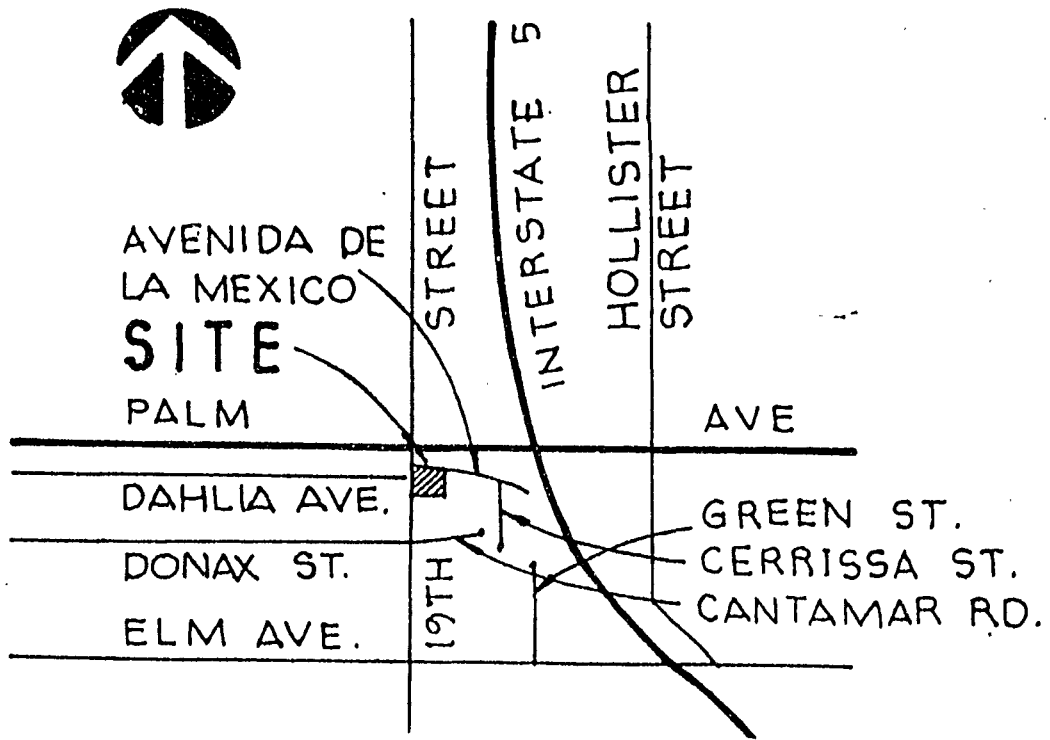 INTERSTATE 5
HOLLISTER
STREET
AVENIDA DE
LA MEXICO
SITE
PALM AVE
DAHLIA AVE.
DONAX ST.
ELM AVE.
19TH STREET
GREEN ST.
CERRISSA ST.
CANTAMAR RD.